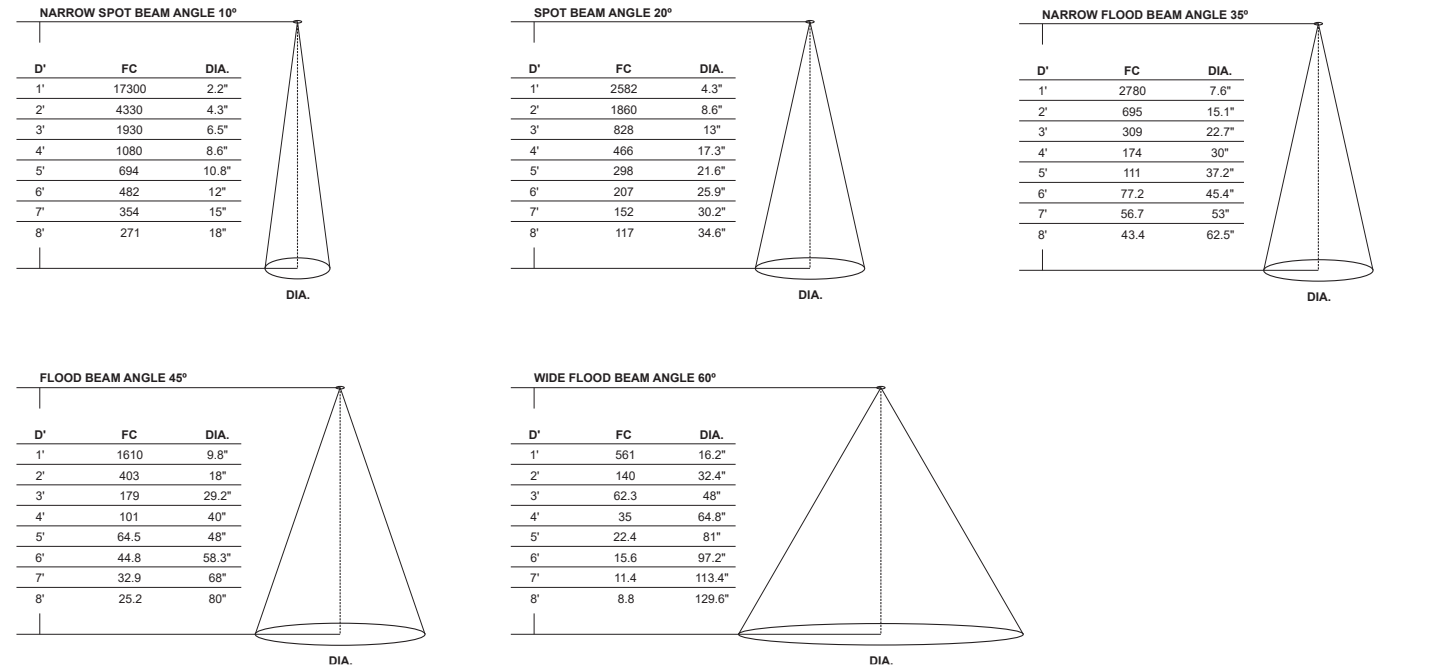 NARROW SPOT BEAM ANGLE 10º
D' FC DIA.
1' 17300 2.2"
2' 4330 4.3"
3' 1930 6.5"
4' 1080 8.6"
5' 694 10.8"
6' 482 12"
7' 354 15"
8' 271 18"
DIA.
SPOT BEAM ANGLE 20º
D' FC DIA.
1' 2582 4.3"
2' 1860 8.6"
3' 828 13"
4' 466 17.3"
5' 298 21.6"
6' 207 25.9"
7' 152 30.2"
8' 117 34.6"
DIA.
NARROW FLOOD BEAM ANGLE 35º
D' FC DIA.
1' 2780 7.6"
2' 695 15.1"
3' 309 22.7"
4' 174 30"
5' 111 37.2"
6' 77.2 45.4"
7' 56.7 53"
8' 43.4 62.5"
DIA.
FLOOD BEAM ANGLE 45º
D' FC DIA.
1' 1610 9.8"
2' 403 18"
3' 179 29.2"
4' 101 40"
5' 64.5 48"
6' 44.8 58.3"
7' 32.9 68"
8' 25.2 80"
DIA.
WIDE FLOOD BEAM ANGLE 60º
D' FC DIA.
1' 561 16.2"
2' 140 32.4"
3' 62.3 48"
4' 35 64.8"
5' 22.4 81"
6' 15.6 97.2"
7' 11.4 113.4"
8' 8.8 129.6"
DIA.